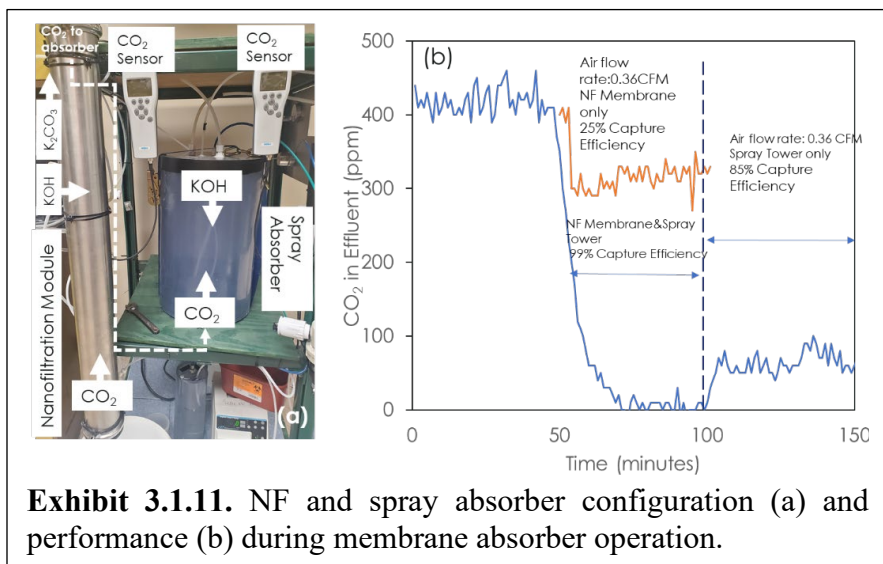 CO2 to
absorber
CO2
Sensor
CO2
Sensor
K2CO3
KOH
KOH
Nanofiltration Module
Spray
Absorber
CO2
CO2
(a)
(b)
500
400
300
200
100
0
CO2 in Effluent (ppm)
Air flow
rate:0.36CFM
NF Membrane
only
25% Capture
Efficiency
Air flow rate: 0.36 CFM
Spray Tower only
85% Capture
Efficiency
NF Membrane&Spray
Tower
99% Capture Efficiency
0
50
100
150
Time (minutes)
Exhibit 3.1.11. NF and spray absorber configuration (a) and
performance (b) during membrane absorber operation.